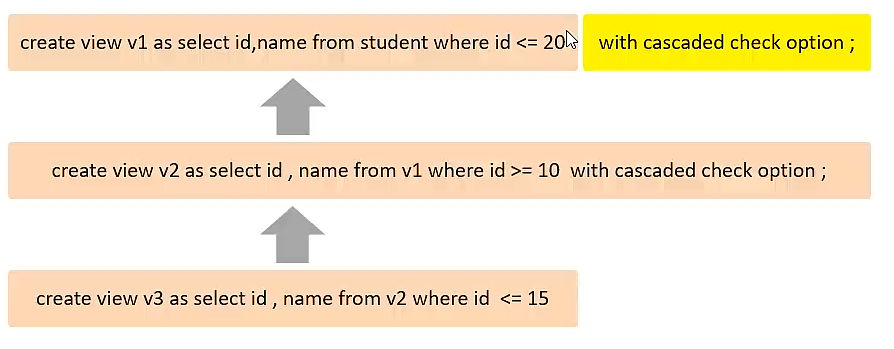 create view v1 as select id,name from student where id <= 20 with cascaded check option ;
create view v2 as select id , name from v1 where id >= 10 with cascaded check option ;
create view v3 as select id , name from v2 where id <= 15